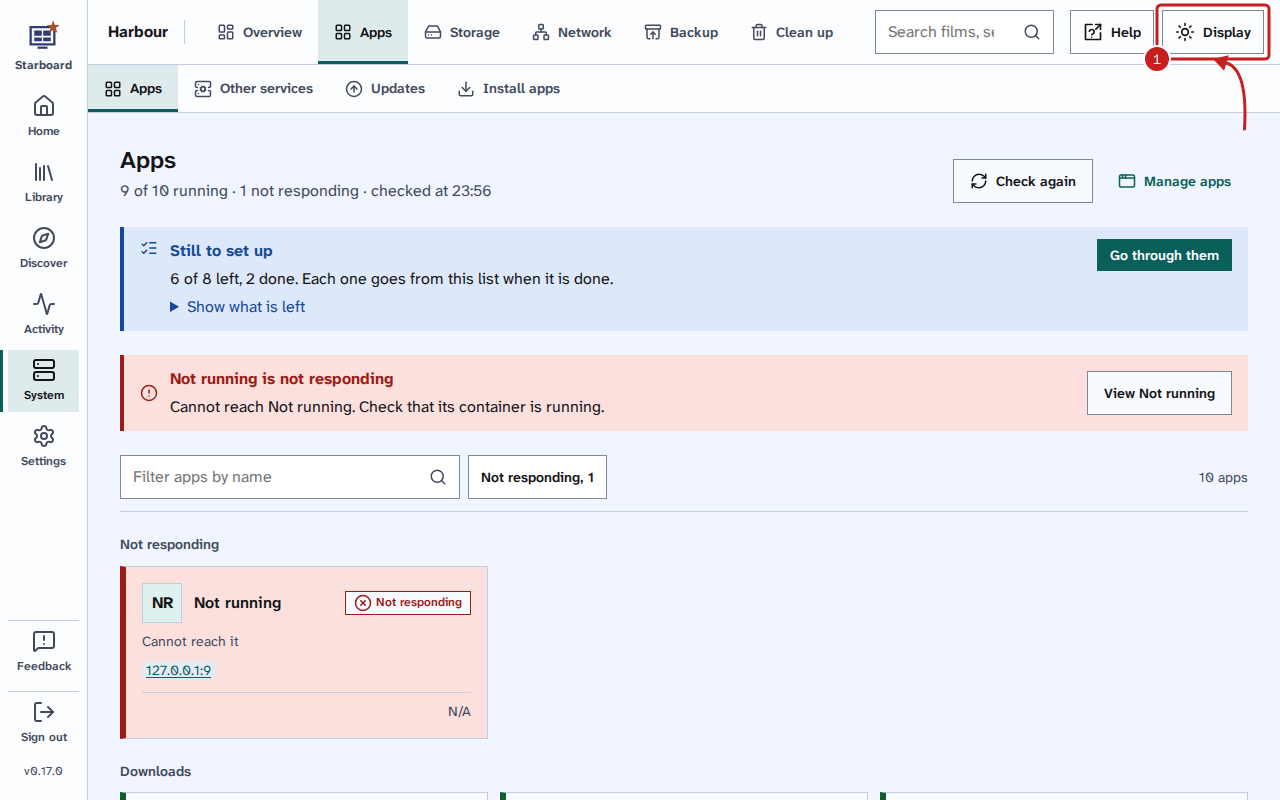 Starboard
Home
Library
Discover
Activity
System
Settings
Feedback
Sign out
v0.17.0
Harbour
Overview
Apps
Storage
Network
Backup
Clean up
Search films, se
Help
Display
1
Apps
Other services
Updates
Install apps
Apps
9 of 10 running · 1 not responding · checked at 23:56
Check again
Manage apps
Still to set up
6 of 8 left, 2 done. Each one goes from this list when it is done.
Show what is left
Go through them
Not running is not responding
Cannot reach Not running. Check that its container is running.
View Not running
Filter apps by name
Not responding, 1
10 apps
Not responding
NR
Not running
Not responding
Cannot reach it
127.0.0.1:9
N/A
Downloads